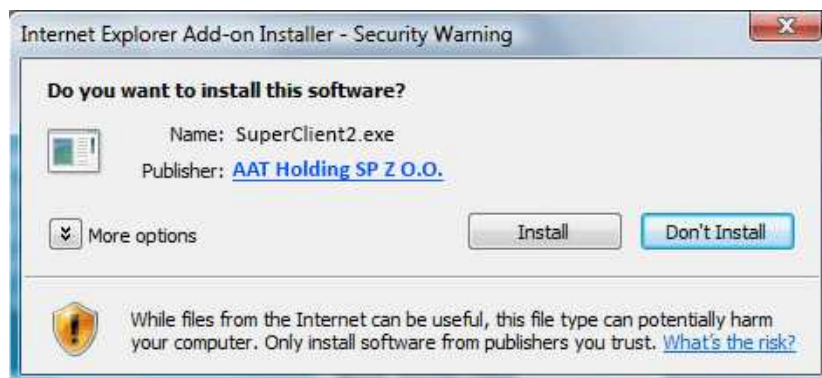 Internet Explorer Add-on Installer - Security Warning
Do you want to install this software?
Name: SuperClient2.exe
Publisher: AAT Holding SP Z O.O.
More options
Install
Don't Install
While files from the Internet can be useful, this file type can potentially harm
your computer. Only install software from publishers you trust. What's the risk?